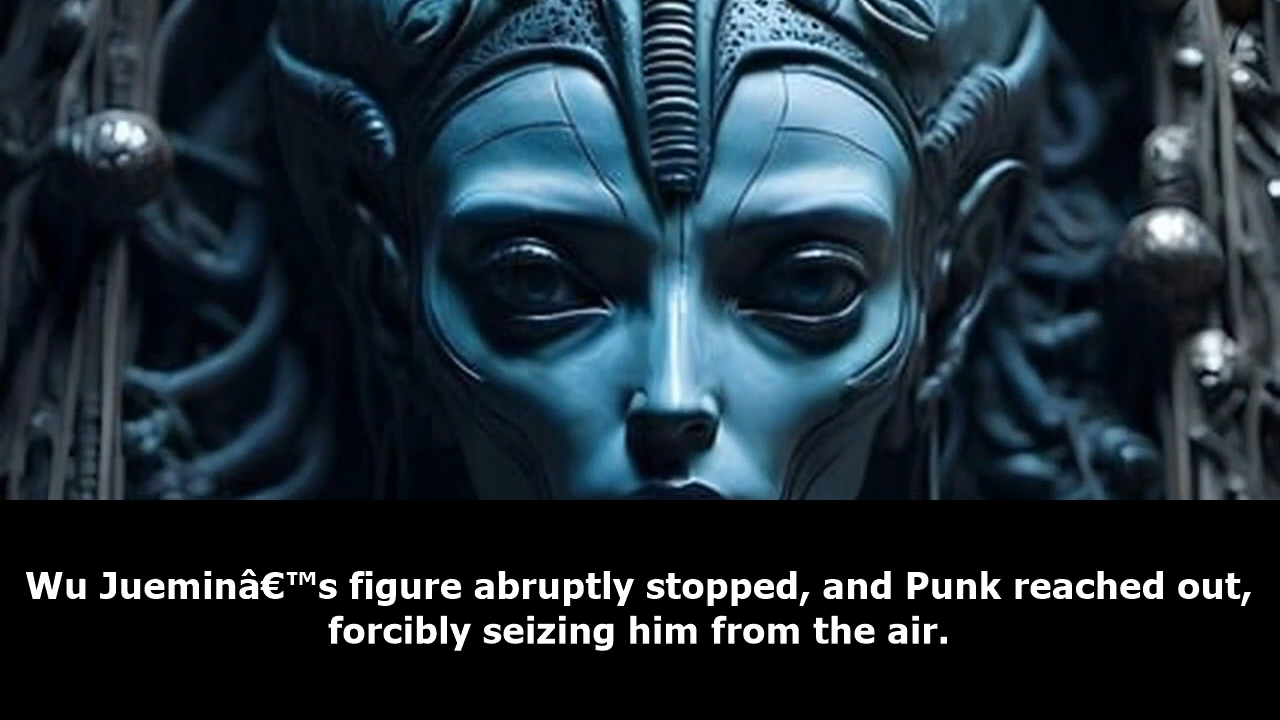 Wu Jueminâ€™s figure abruptly stopped, and Punk reached out,
forcibly seizing him from the air.